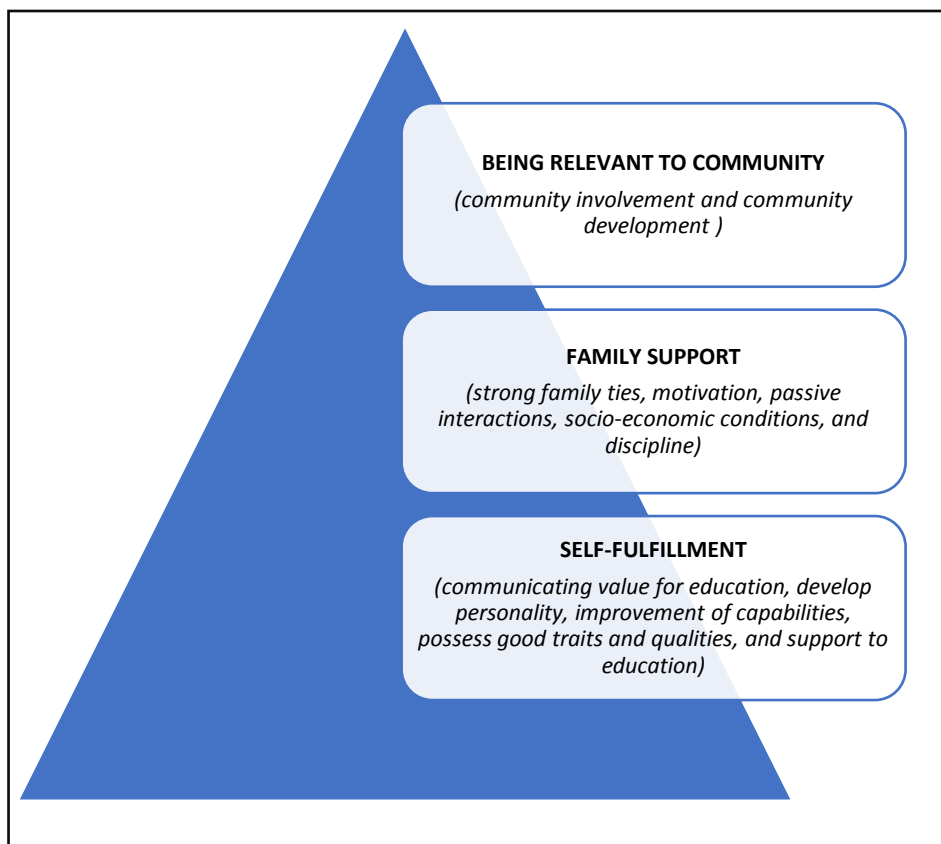 BEING RELEVANT TO COMMUNITY
(community involvement and community
development )
FAMILY SUPPORT
(strong family ties, motivation, passive
interactions, socio-economic conditions, and
discipline)
SELF-FULFILLMENT
(communicating value for education, develop
personality, improvement of capabilities,
possess good traits and qualities, and support to
education)